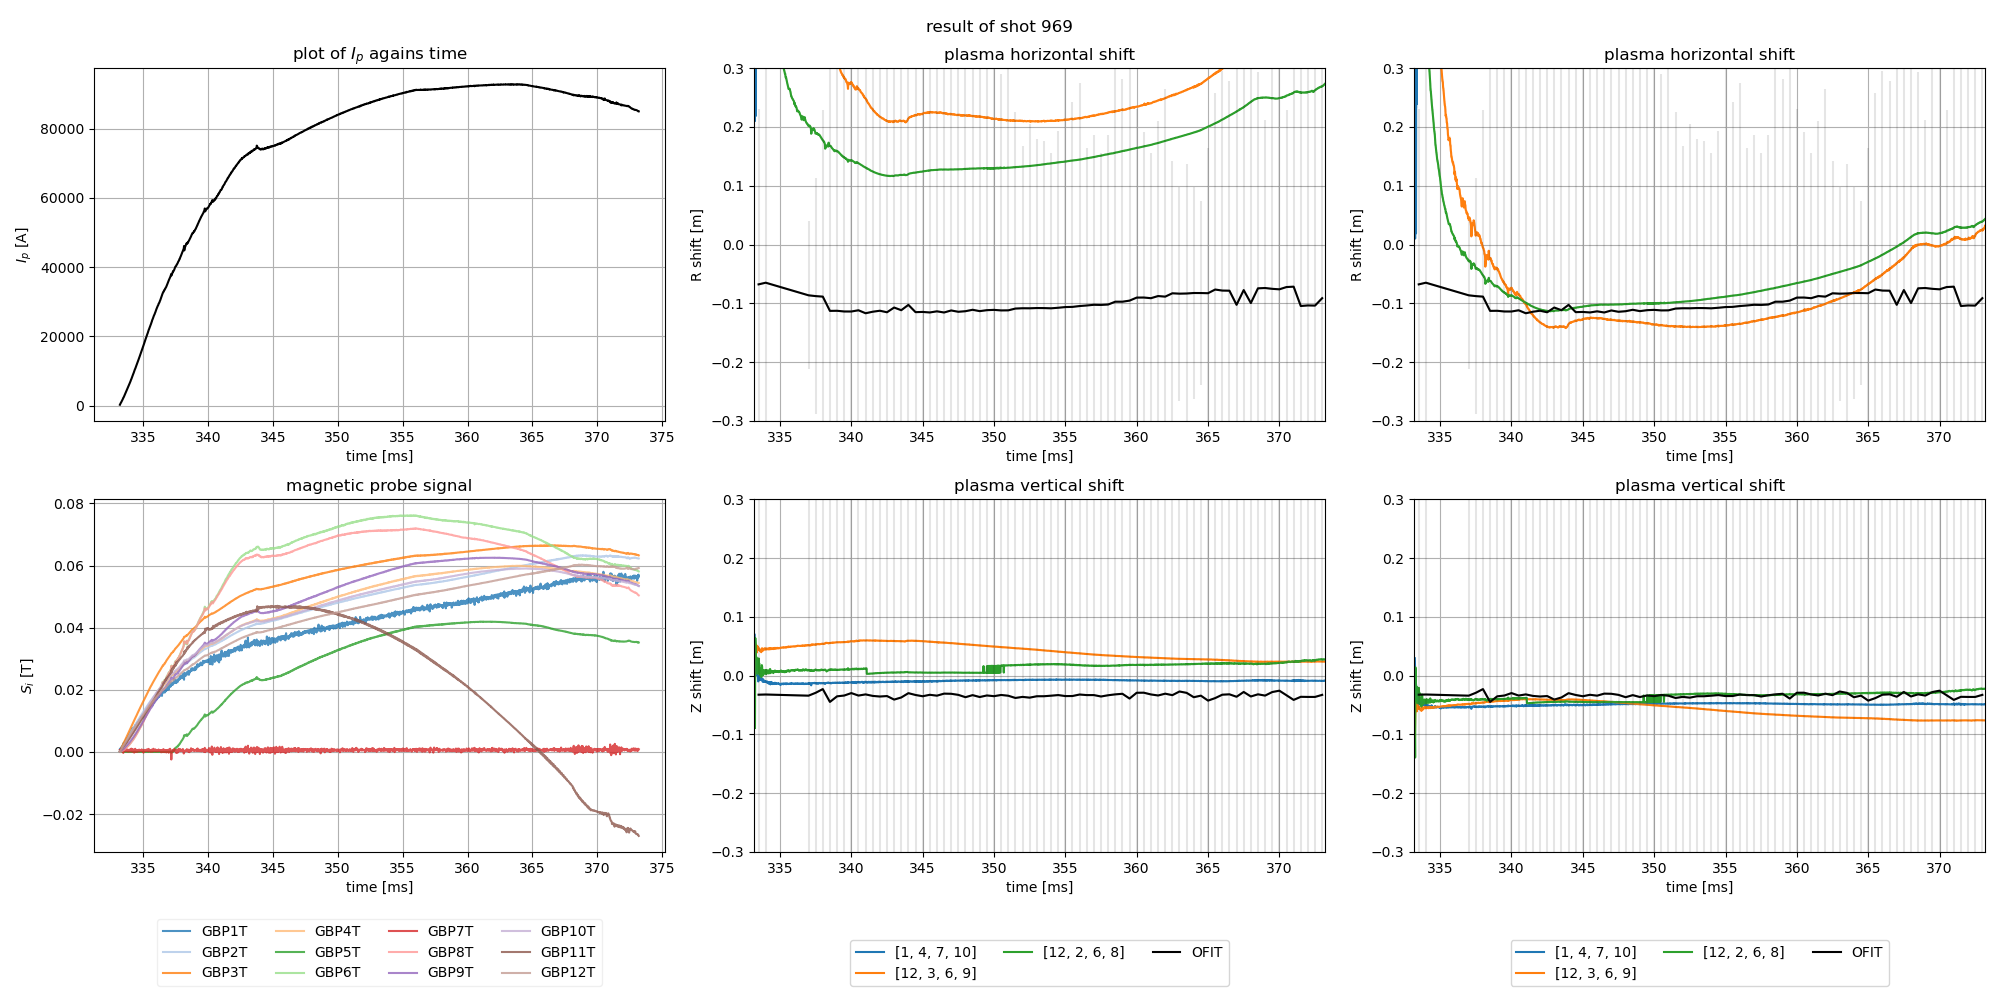 result of shot 969
plot of I_p agains time
80000
60000
40000
20000
0
I_p [A]
335 340 345 350 355 360 365 370 375
time [ms]
plasma horizontal shift
0.3
0.2
0.1
0.0
−0.1
−0.2
−0.3
R shift [m]
335 340 345 350 355 360 365 370
time [ms]
plasma horizontal shift
0.3
0.2
0.1
0.0
−0.1
−0.2
−0.3
R shift [m]
335 340 345 350 355 360 365 370
time [ms]
magnetic probe signal
0.08
0.06
0.04
0.02
0.00
−0.02
S_i [T]
335 340 345 350 355 360 365 370 375
time [ms]
plasma vertical shift
0.3
0.2
0.1
0.0
−0.1
−0.2
−0.3
Z shift [m]
335 340 345 350 355 360 365 370
time [ms]
plasma vertical shift
0.3
0.2
0.1
0.0
−0.1
−0.2
−0.3
Z shift [m]
335 340 345 350 355 360 365 370
time [ms]
GBP1T GBP4T GBP7T GBP10T
GBP2T GBP5T GBP8T GBP11T
GBP3T GBP6T GBP9T GBP12T
[1, 4, 7, 10] [12, 2, 6, 8] OFIT
[12, 3, 6, 9]
[1, 4, 7, 10] [12, 2, 6, 8] OFIT
[12, 3, 6, 9]